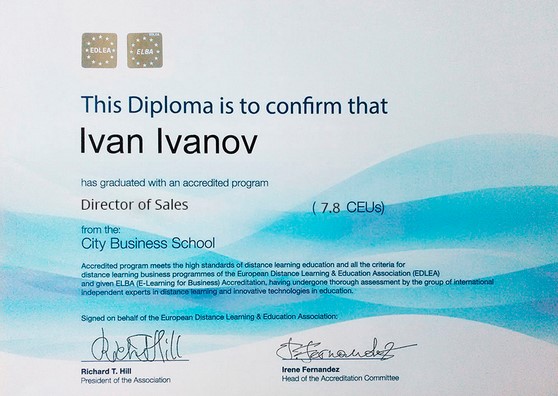 EDLEA
ELBA
This Diploma is to confirm that
Ivan Ivanov
has graduated with an accredited program
Director of Sales ( 7.8 CEUs)
from the:
City Business School
Accredited program meets the high standards of distance learning education and all the criteria for
distance learning business programmes of the European Distance Learning & Education Association (EDLEA)
and given ELBA (E-Learning for Business) Accreditation, having undergone thorough assessment by the group of international
independent experts in distance learning and innovative technologies in education.
Signed on behalf of the European Distance Learning & Education Association:
Richard T. Hill
President of the Association
Irene Fernandez
Head of the Accreditation Committee